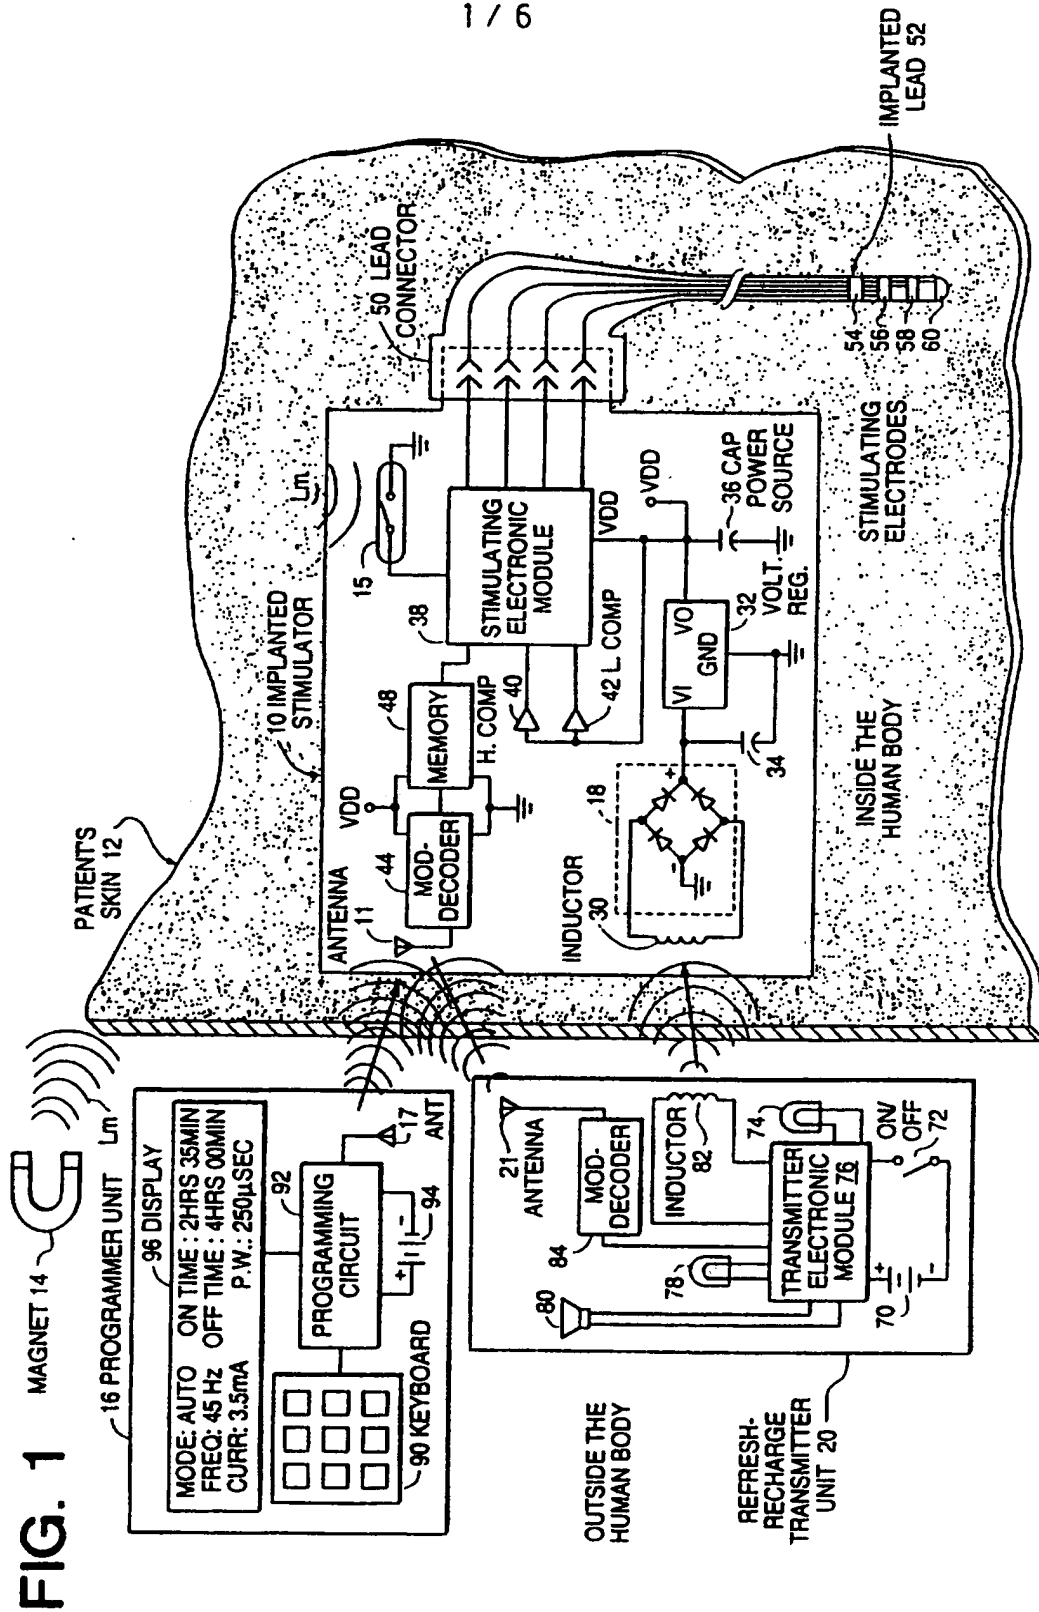 1 / 6
FIG. 1
MAGNET 14
Lm
PATIENT'S
SKIN 12
16 PROGRAMMER UNIT
96 DISPLAY
MODE: AUTO ON TIME : 2HRS 35MIN
FREQ: 45 Hz OFF TIME : 4HRS 00MIN
CURR: 3.5mA P.W.: 250µSEC
PROGRAMMING
CIRCUIT
92
+
-
94
17
ANT
90 KEYBOARD
10 IMPLANTED
STIMULATOR
ANTENNA
11
44
MOD-
DECODER
VDD
48
MEMORY
H. COMP
40
42 L COMP
38
STIMULATING
ELECTRONIC
MODULE
VDD
15
Lm
50 LEAD
CONNECTOR
IMPLANTED
LEAD 52
54
56
58
60
STIMULATING
ELECTRODES
INDUCTOR
30
18
+
-
34
VI
VO
GND
32
VOLT.
REG.
VDD
36 CAP
POWER
SOURCE
INSIDE THE
HUMAN BODY
OUTSIDE THE
HUMAN BODY
REFRESH-
RECHARGE
TRANSMITTER
UNIT 20
21
ANTENNA
MOD-
DECODER
84
INDUCTOR
82
80
78
74
TRANSMITTER
ELECTRONIC
MODULE 76
ON/
OFF
72
+
-
70